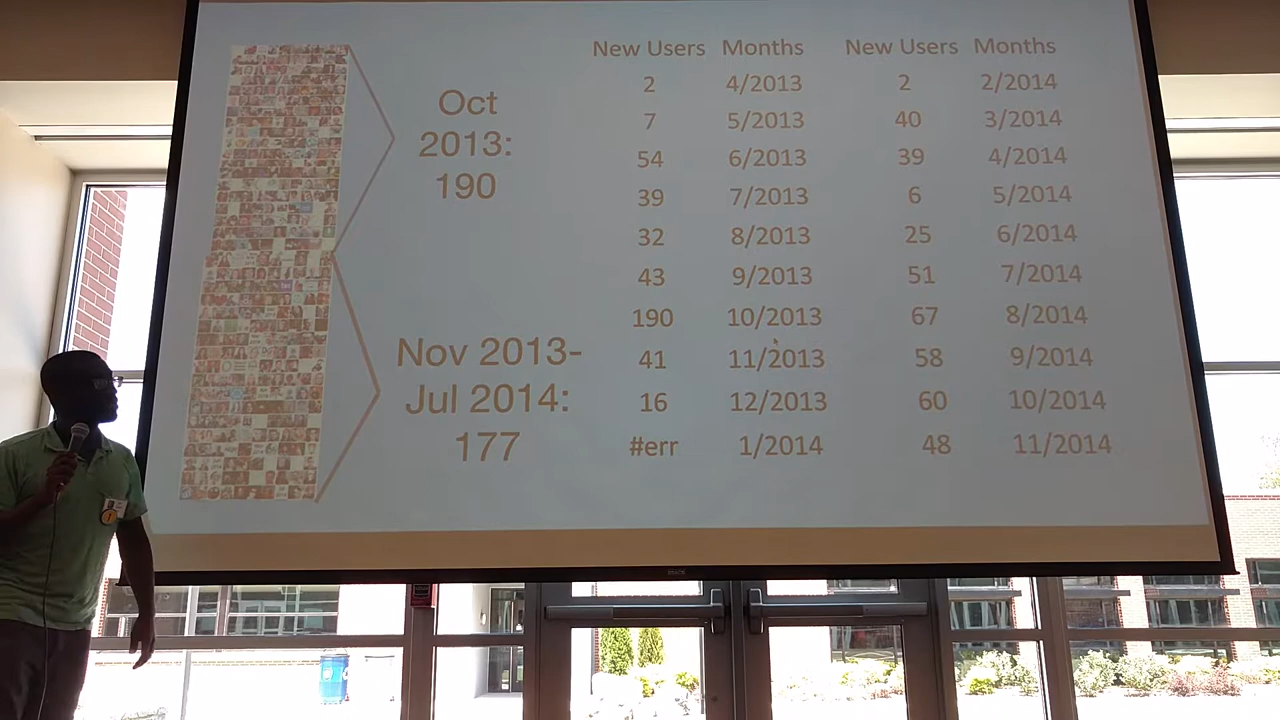 New Users Months New Users Months
2 4/2013 2 2/2014
7 5/2013 40 3/2014
54 6/2013 39 4/2014
39 7/2013 6 5/2014
32 8/2013 25 6/2014
43 9/2013 51 7/2014
190 10/2013 67 8/2014
41 11/2013 58 9/2014
16 12/2013 60 10/2014
#err 1/2014 48 11/2014
Oct
2013:
190
Nov 2013-
Jul 2014:
177